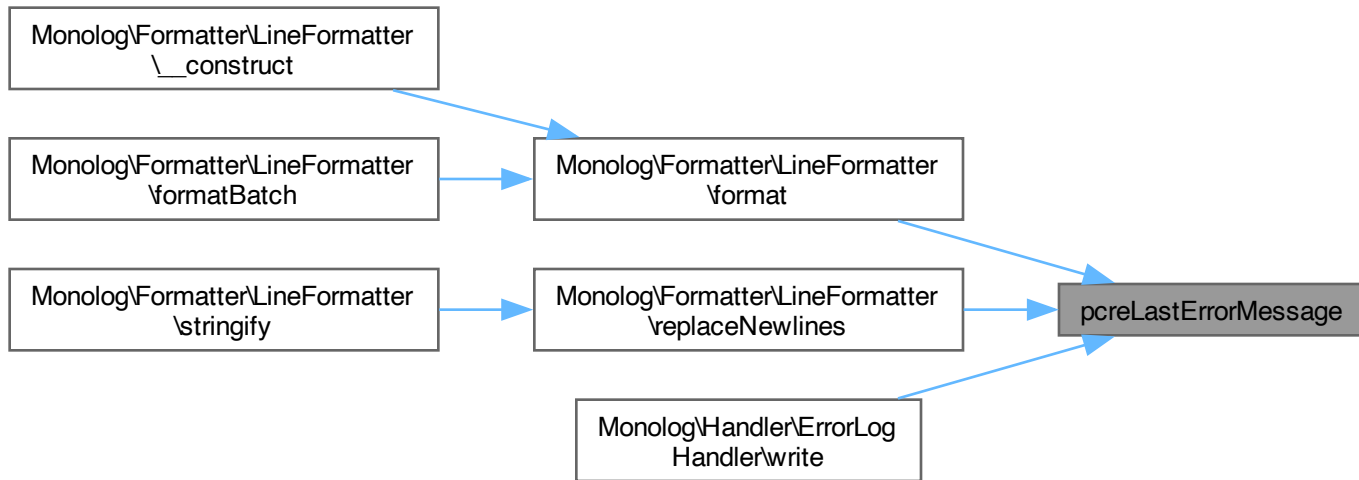 Monolog\Formatter\LineFormatter
\__construct
Monolog\Formatter\LineFormatter
\formatBatch
Monolog\Formatter\LineFormatter
\format
Monolog\Formatter\LineFormatter
\stringify
Monolog\Formatter\LineFormatter
\replaceNewlines
pcreLastErrorMessage
Monolog\Handler\ErrorLog
Handler\write